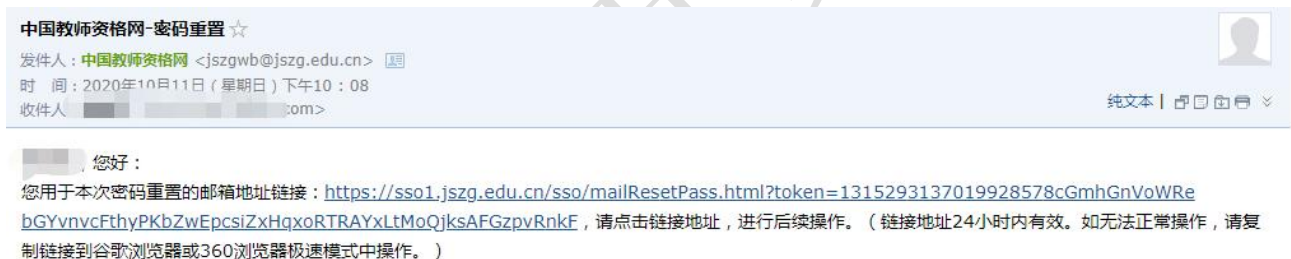 中国教师资格网-密码重置☆
发件人：中国教师资格网 <jszgwb@jszg.edu.cn>
时 间：2020年10月11日（星期日）下午10：08
收件人 com>
纯文本 |
您好：
您用于本次密码重置的邮箱地址链接：https://sso1.jszg.edu.cn/sso/mailResetPass.html?token=1315293137019928578cGmhGnVoWRe
bGYvnvcFthyPKbZwEpcsiZxHqxoRTRAYxLtMoQjksAFGzpvRnkF，请点击链接地址，进行后续操作。（链接地址24小时内有效。如无法正常操作，请复
制链接到谷歌浏览器或360浏览器极速模式中操作。）